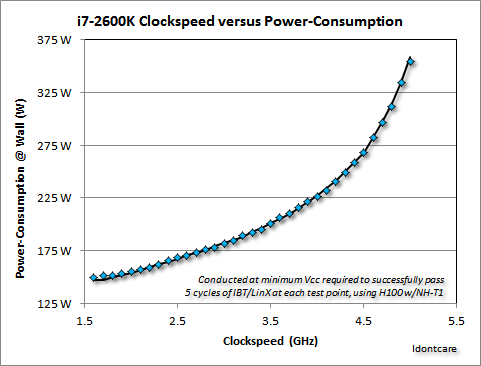 i7-2600K Clockspeed versus Power-Consumption
375 W
325 W
275 W
225 W
175 W
125 W
Power-Consumption @ Wall (W)
Conducted at minimum Vcc required to successfully pass
5 cycles of IBT/LinX at each test point, using H100 w/NH-T1
1.5 2.5 3.5 4.5 5.5
Clockspeed (GHz)
Idontcare